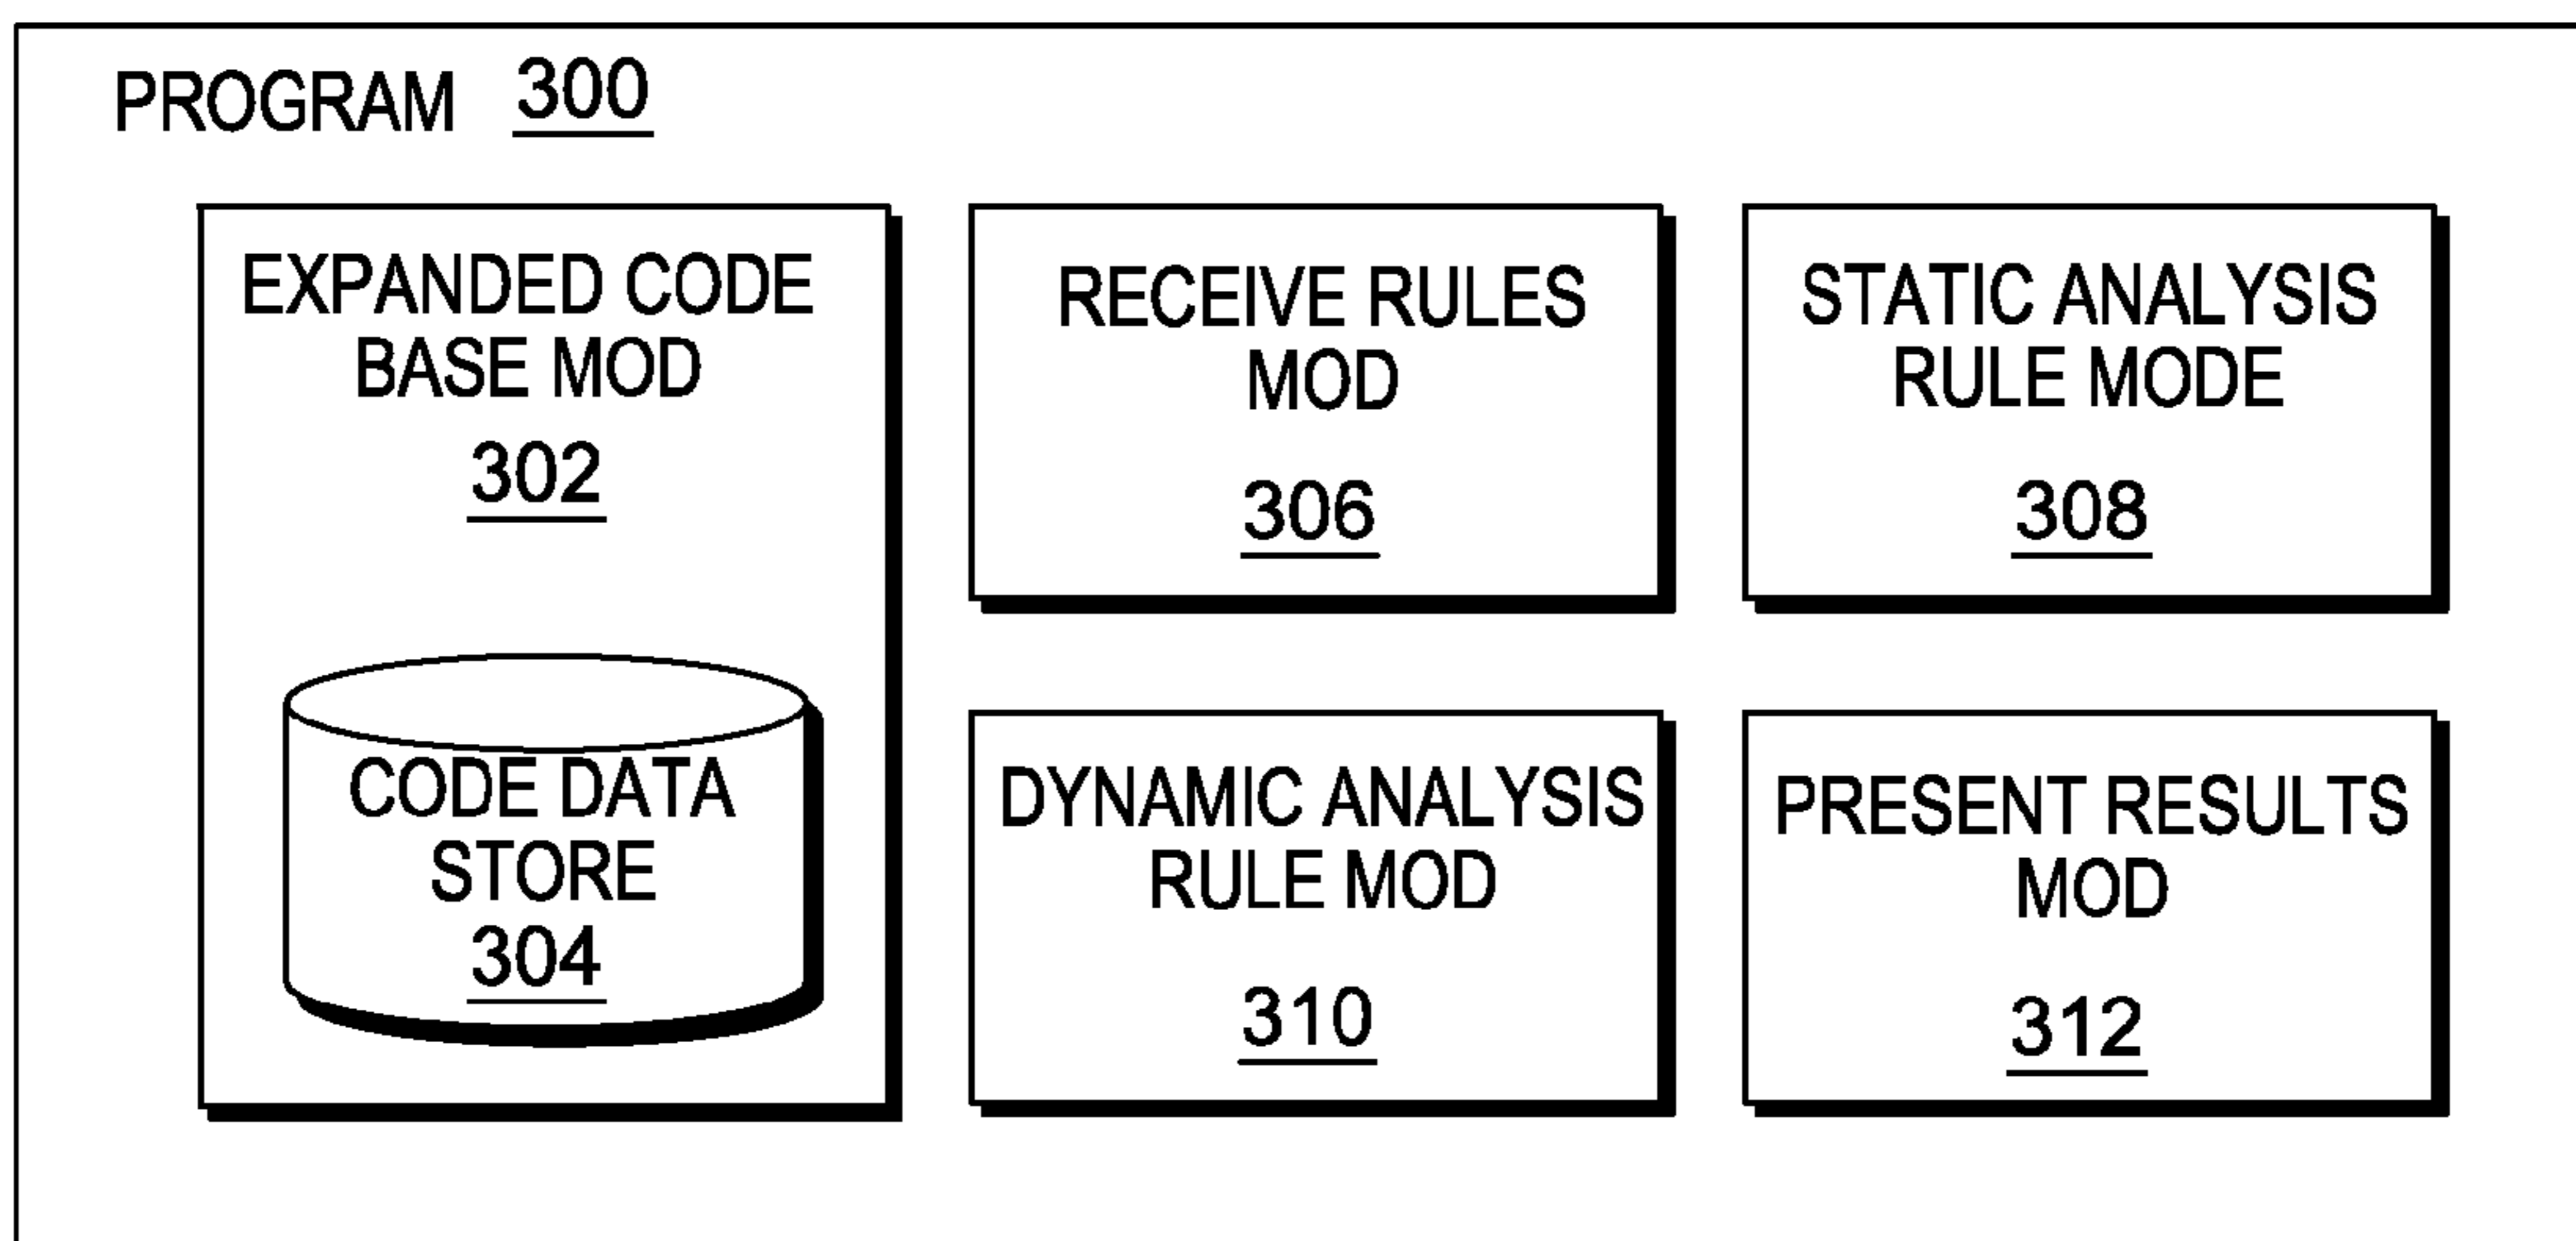 PROGRAM 300
EXPANDED CODE
BASE MOD
302
CODE DATA
STORE
304
RECEIVE RULES
MOD
306
STATIC ANALYSIS
RULE MODE
308
DYNAMIC ANALYSIS
RULE MOD
310
PRESENT RESULTS
MOD
312